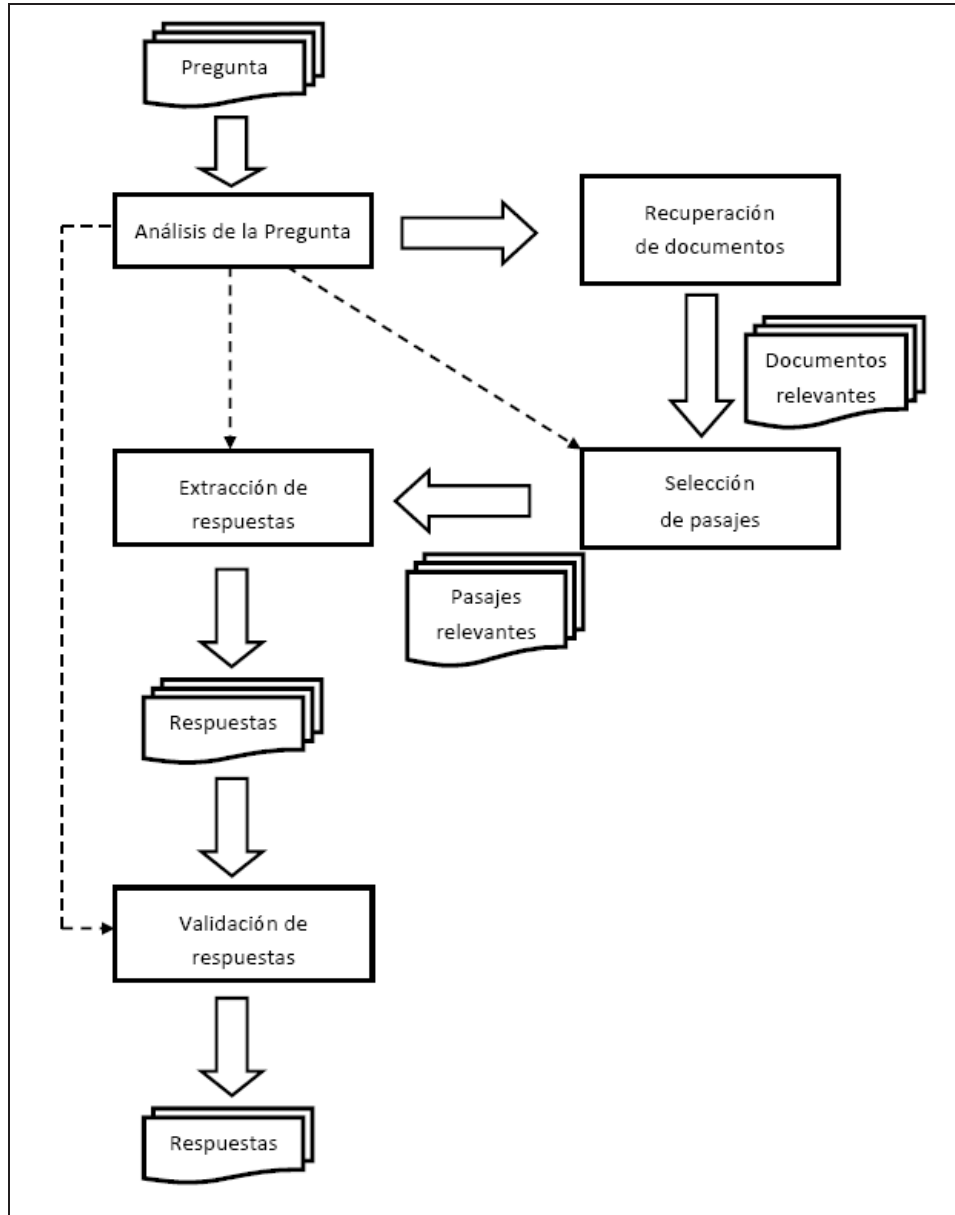 Pregunta
Análisis de la Pregunta
Recuperación
de documentos
Documentos
relevantes
Selección
de pasajes
Extracción de
respuestas
Pasajes
relevantes
Respuestas
Validación de
respuestas
Respuestas